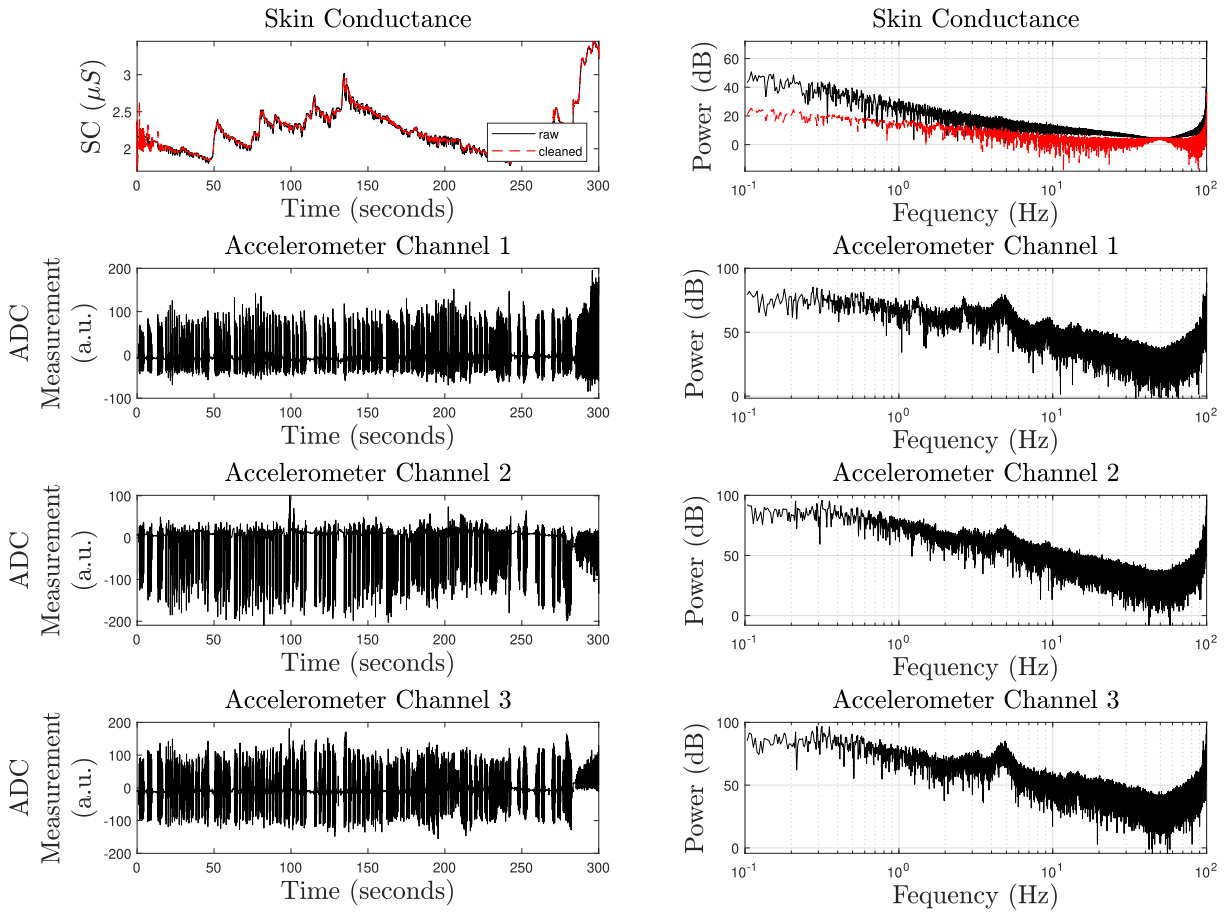 Skin Conductance
SC (μS)
3
2.5
2
raw
cleaned
0 50 100 150 200 250 300
Time (seconds)
Skin Conductance
Power (dB)
60
40
20
0
10^-1 10^0 10^1 10^2
Fequency (Hz)
Accelerometer Channel 1
ADC
Measurement
(a.u.)
200
100
0
-100
0 50 100 150 200 250 300
Time (seconds)
Accelerometer Channel 1
Power (dB)
100
50
0
10^-1 10^0 10^1 10^2
Fequency (Hz)
Accelerometer Channel 2
ADC
Measurement
(a.u.)
100
0
-100
-200
0 50 100 150 200 250 300
Time (seconds)
Accelerometer Channel 2
Power (dB)
100
50
0
10^-1 10^0 10^1 10^2
Fequency (Hz)
Accelerometer Channel 3
ADC
Measurement
(a.u.)
200
100
0
-100
-200
0 50 100 150 200 250 300
Time (seconds)
Accelerometer Channel 3
Power (dB)
100
50
0
10^-1 10^0 10^1 10^2
Fequency (Hz)